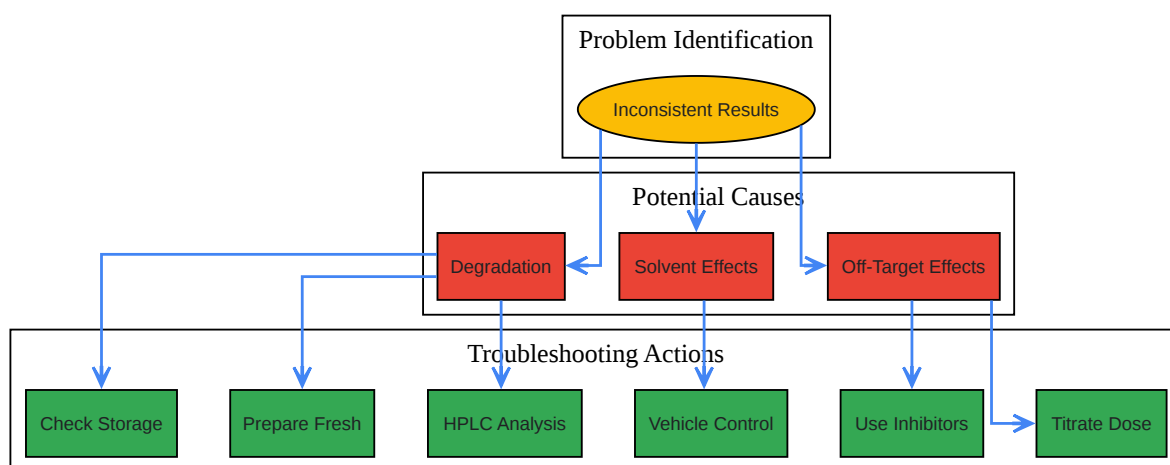 Problem Identification
Inconsistent Results
Potential Causes
Degradation
Solvent Effects
Off-Target Effects
Troubleshooting Actions
Check Storage
Prepare Fresh
HPLC Analysis
Vehicle Control
Use Inhibitors
Titrate Dose